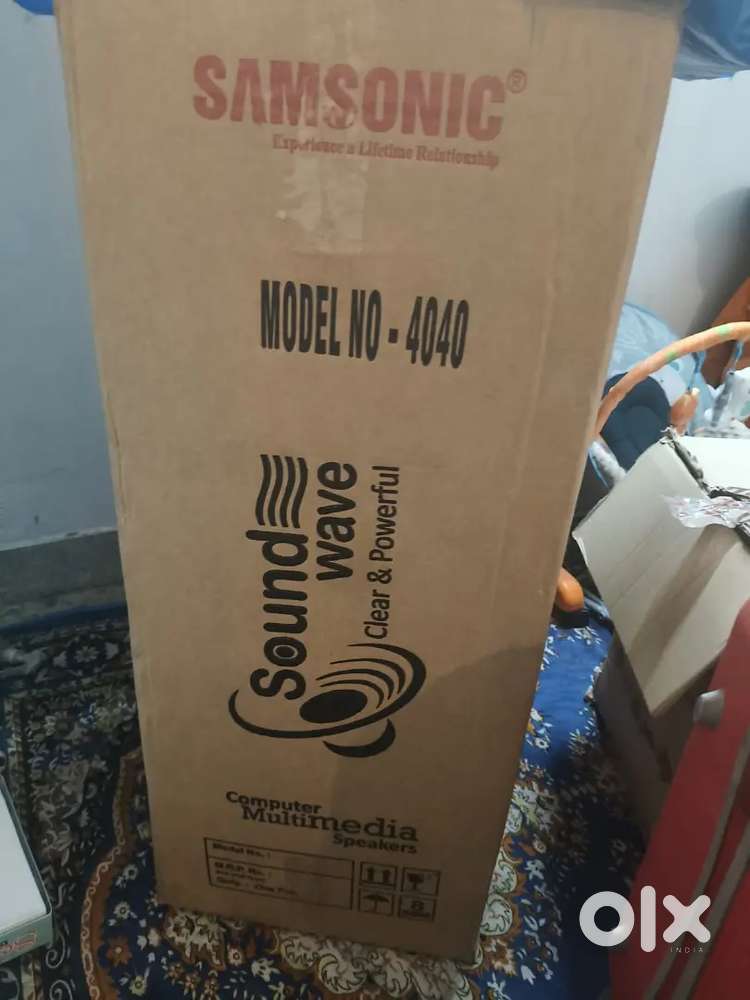 SAMSONIC®
Experience a Lifetime Relationship
MODEL NO - 4040
Sound
wave
Clear & Powerful
Computer
Multimedia
Speakers
Model No. :
M.R.P. Rs. :
8
olx
INDIA